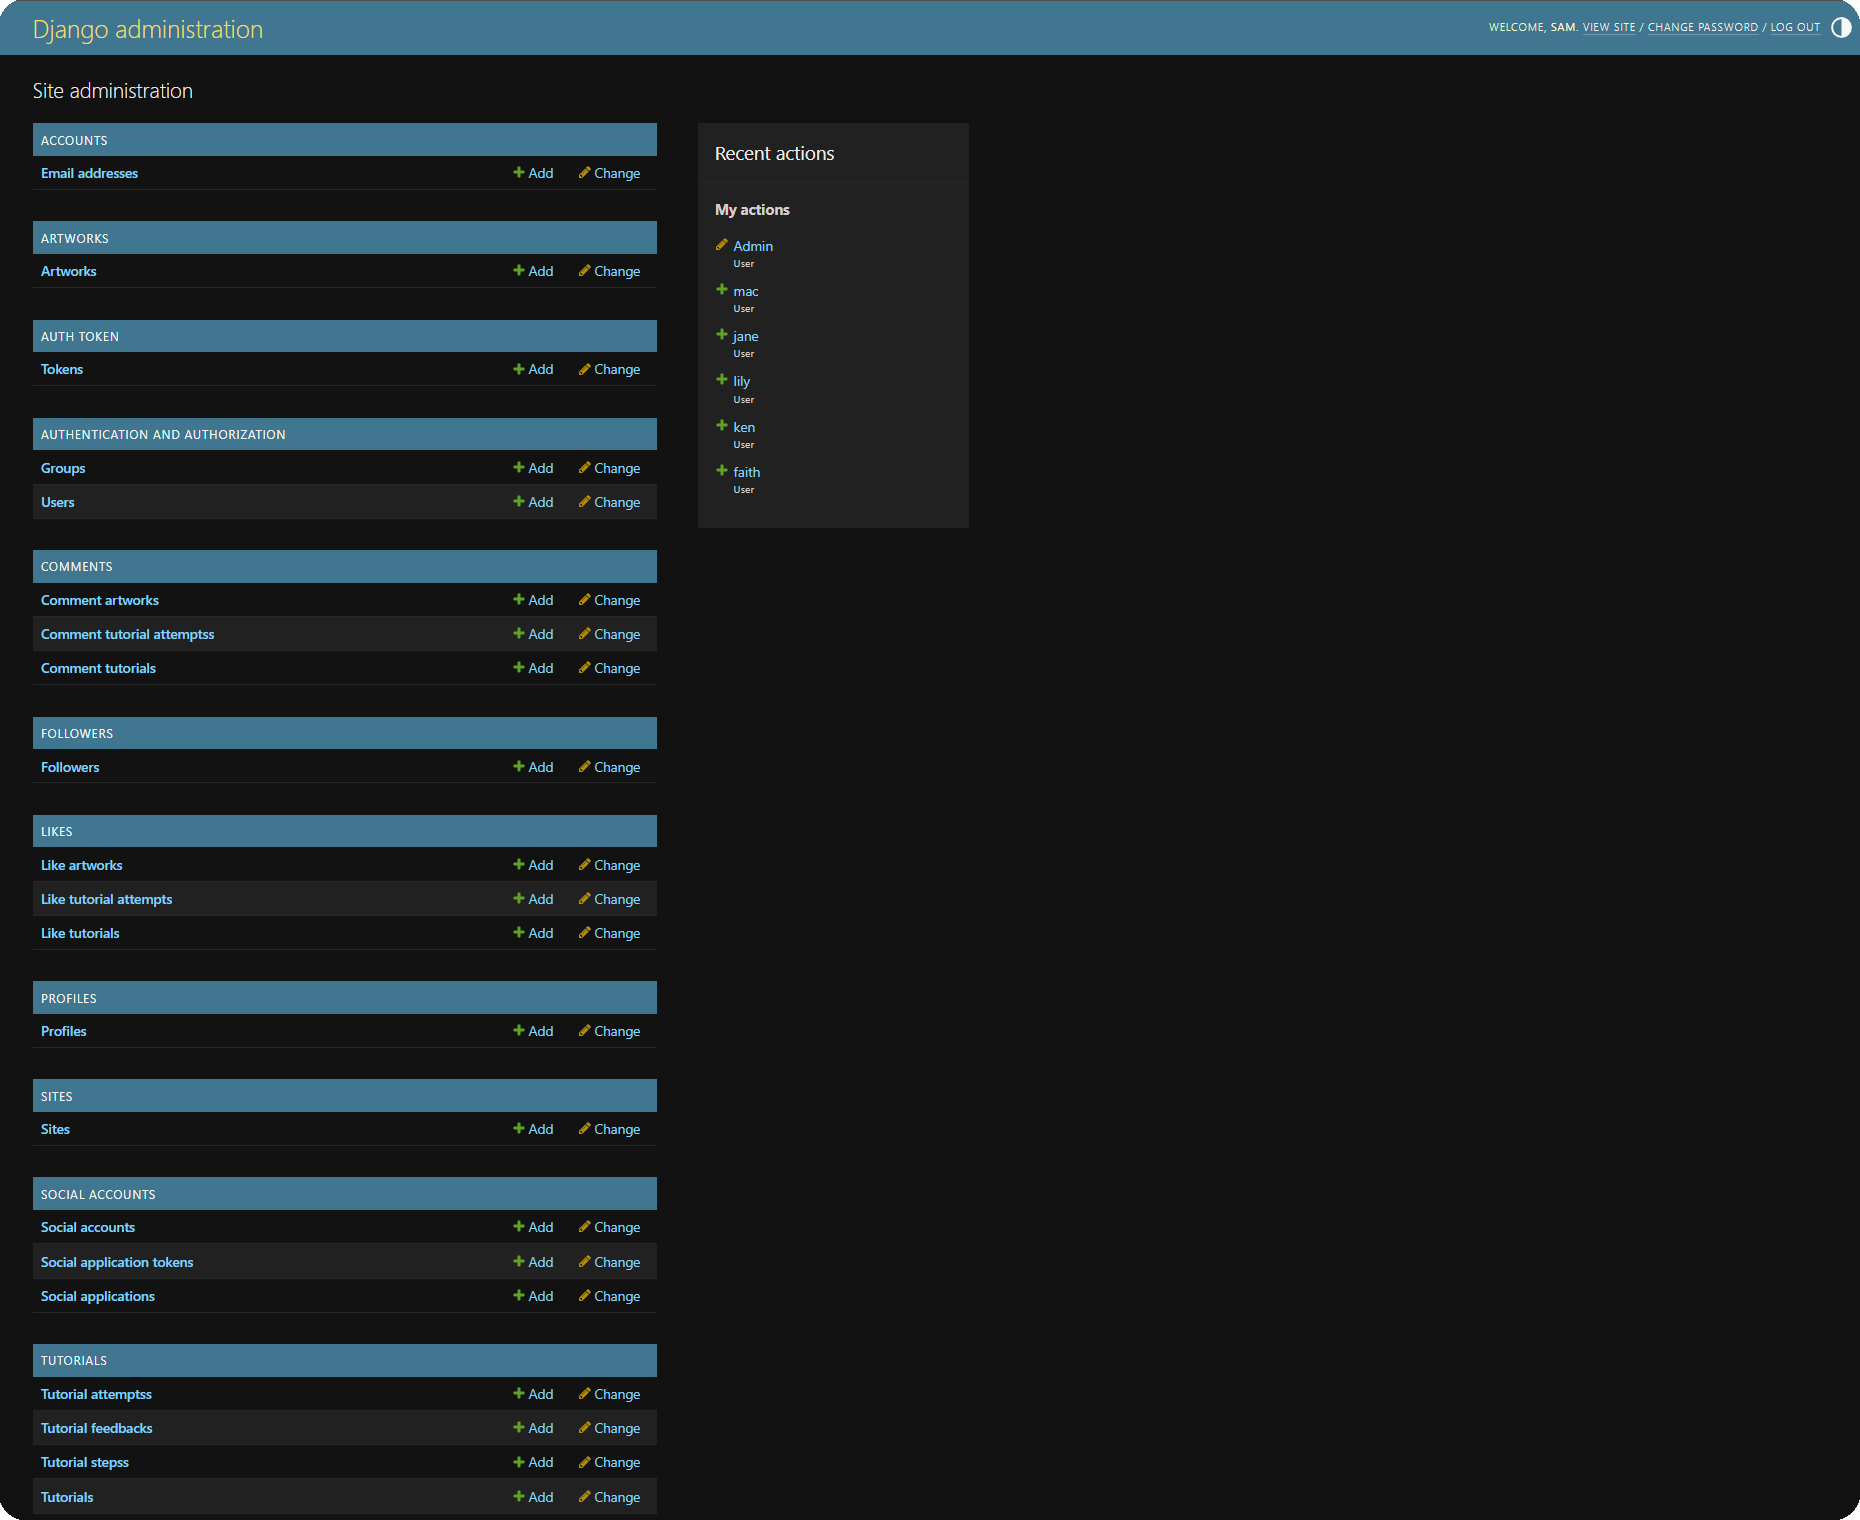 Django administration
WELCOME, SAM. VIEW SITE / CHANGE PASSWORD / LOG OUT
Site administration
ACCOUNTS
Email addresses Add Change
ARTWORKS
Artworks Add Change
AUTH TOKEN
Tokens Add Change
AUTHENTICATION AND AUTHORIZATION
Groups Add Change
Users Add Change
COMMENTS
Comment artworks Add Change
Comment tutorial attemptss Add Change
Comment tutorials Add Change
FOLLOWERS
Followers Add Change
LIKES
Like artworks Add Change
Like tutorial attempts Add Change
Like tutorials Add Change
PROFILES
Profiles Add Change
SITES
Sites Add Change
SOCIAL ACCOUNTS
Social accounts Add Change
Social application tokens Add Change
Social applications Add Change
TUTORIALS
Tutorial attemptss Add Change
Tutorial feedbacks Add Change
Tutorial stepss Add Change
Tutorials Add Change
Recent actions
My actions
Admin
User
mac
User
jane
User
lily
User
ken
User
faith
User